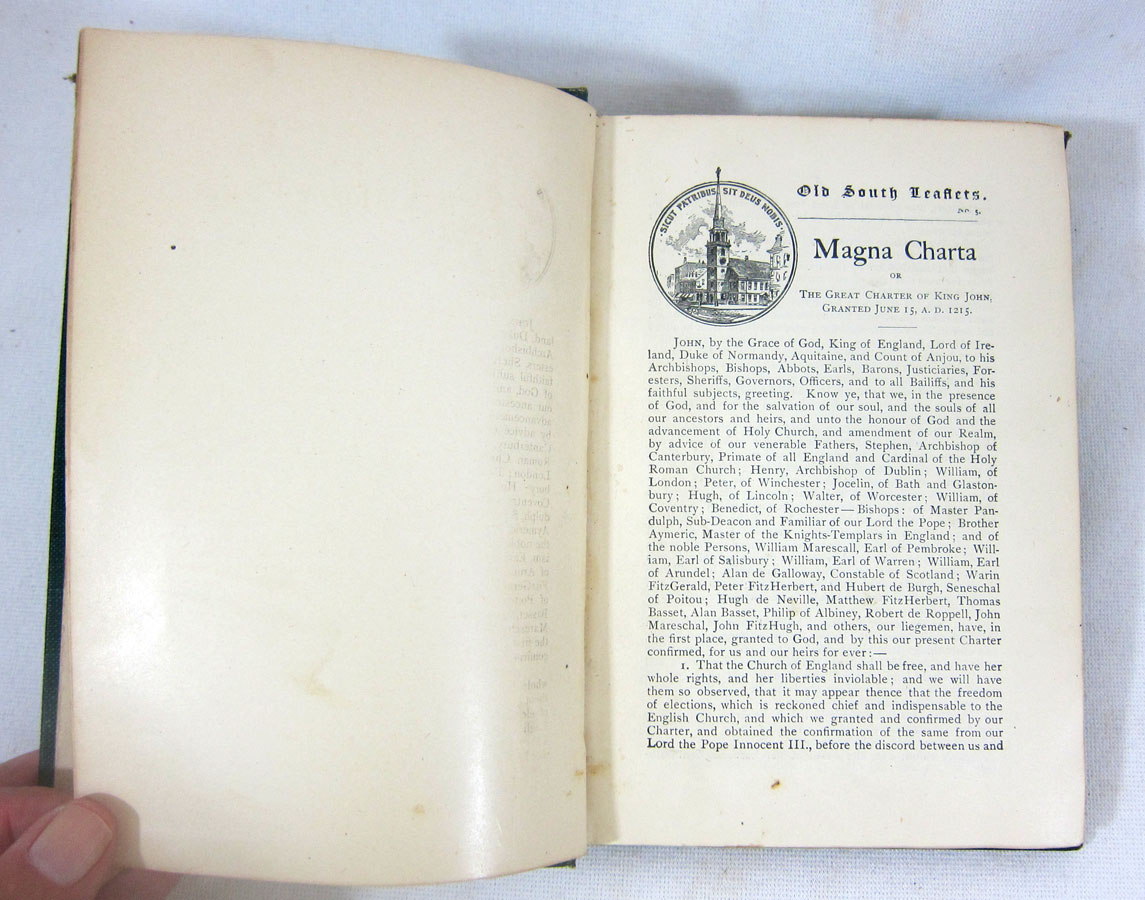 SICUT PATRIBUS, SIT DEUS NOBIS
Old South Leaflets.
No. 5.
Magna Charta
OR
THE GREAT CHARTER OF KING JOHN,
GRANTED JUNE 15, A. D. 1215.
JOHN, by the Grace of God, King of England, Lord of Ire-
land, Duke of Normandy, Aquitaine, and Count of Anjou, to his
Archbishops, Bishops, Abbots, Earls, Barons, Justiciaries, For-
esters, Sheriffs, Governors, Officers, and to all Bailiffs, and his
faithful subjects, greeting. Know ye, that we, in the presence
of God, and for the salvation of our soul, and the souls of all
our ancestors and heirs, and unto the honour of God and the
advancement of Holy Church, and amendment of our Realm,
by advice of our venerable Fathers, Stephen, Archbishop of
Canterbury, Primate of all England and Cardinal of the Holy
Roman Church; Henry, Archbishop of Dublin; William, of
London; Peter, of Winchester; Jocelin, of Bath and Glaston-
bury; Hugh, of Lincoln; Walter, of Worcester; William, of
Coventry; Benedict, of Rochester—Bishops: of Master Pan-
dulph, Sub-Deacon and Familiar of our Lord the Pope; Brother
Aymeric, Master of the Knights-Templars in England; and of
the noble Persons, William Marescall, Earl of Pembroke; Will-
iam, Earl of Salisbury; William, Earl of Warren; William, Earl
of Arundel; Alan de Galloway, Constable of Scotland; Warin
FitzGerald, Peter FitzHerbert, and Hubert de Burgh, Seneschal
of Poitou; Hugh de Neville, Matthew FitzHerbert, Thomas
Basset, Alan Basset, Philip of Albiney, Robert de Roppell, John
Mareschal, John FitzHugh, and others, our liegemen, have, in
the first place, granted to God, and by this our present Charter
confirmed, for us and our heirs for ever:—
1. That the Church of England shall be free, and have her
whole rights, and her liberties inviolable; and we will have
them so observed, that it may appear thence that the freedom
of elections, which is reckoned chief and indispensable to the
English Church, and which we granted and confirmed by our
Charter, and obtained the confirmation of the same from our
Lord the Pope Innocent III., before the discord between us and